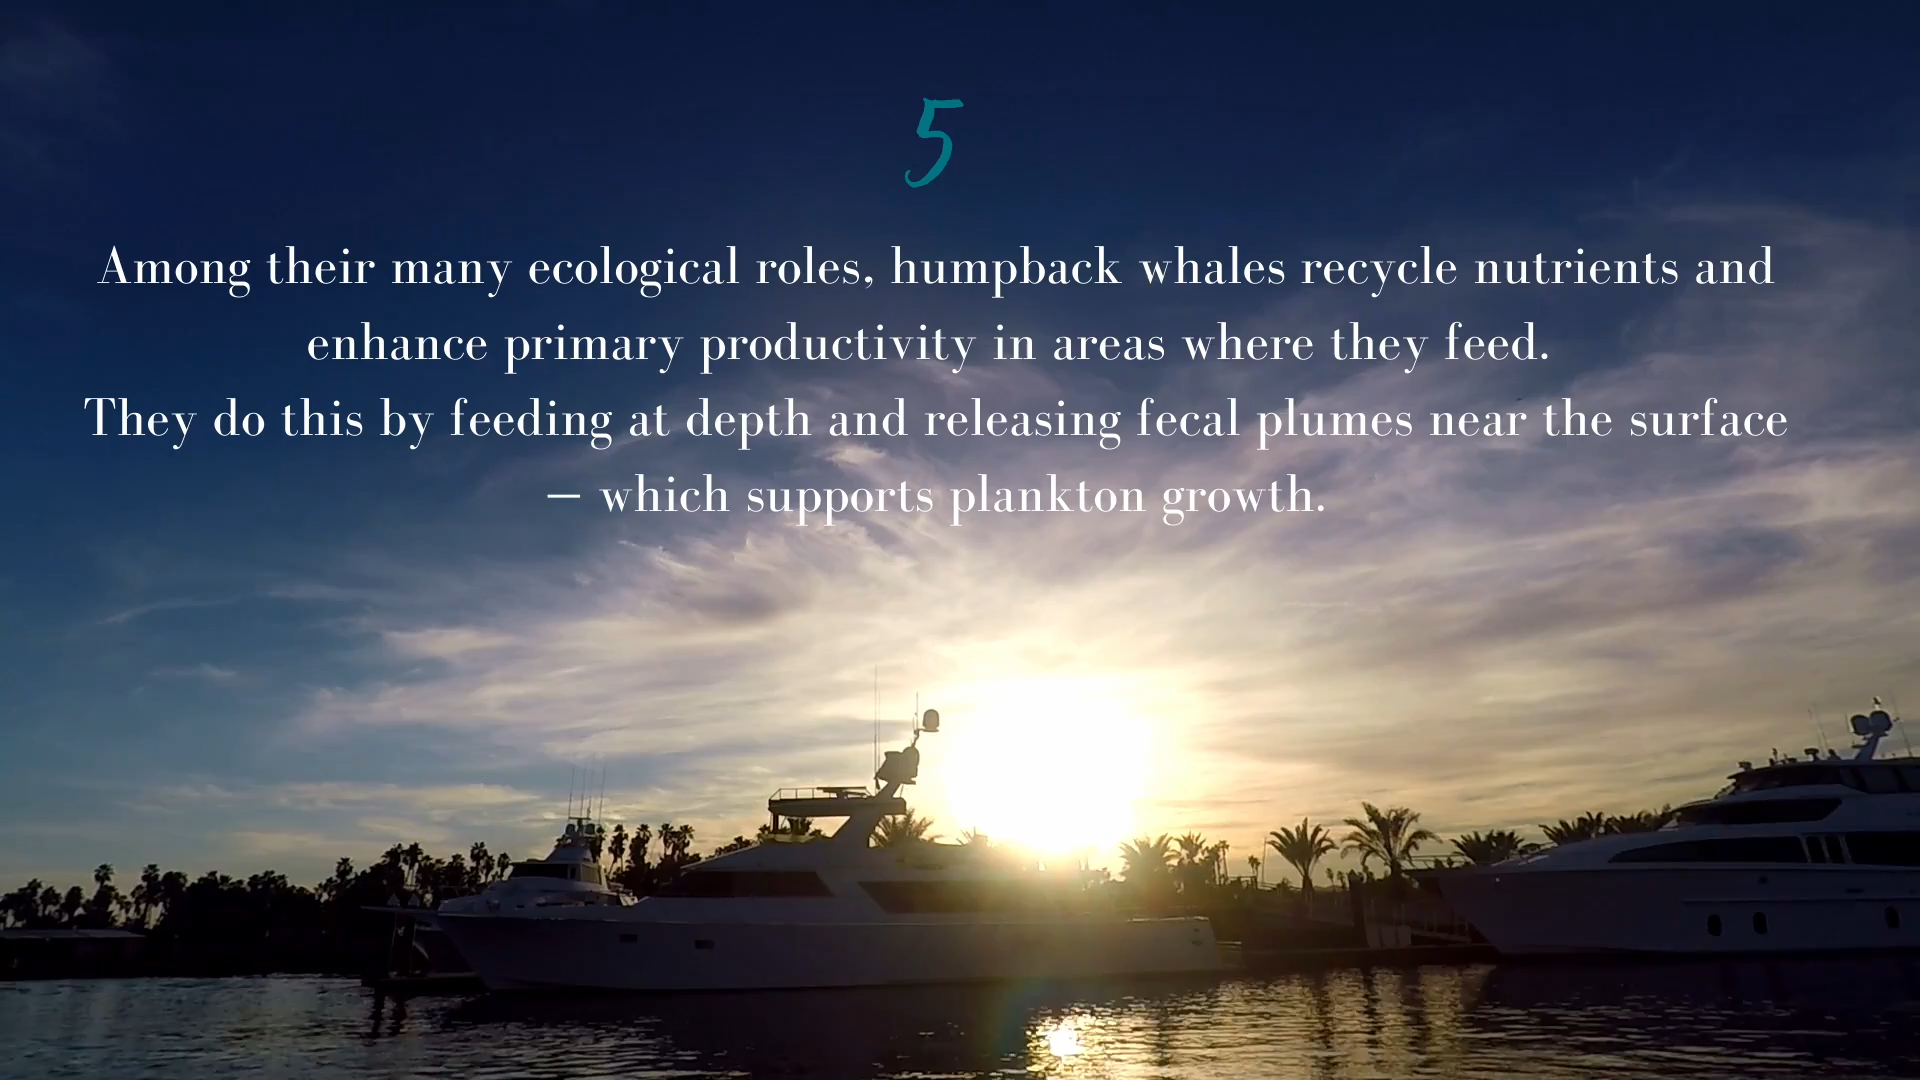 5
Among their many ecological roles, humpback whales recycle nutrients and
enhance primary productivity in areas where they feed.
They do this by feeding at depth and releasing fecal plumes near the surface
— which supports plankton growth.